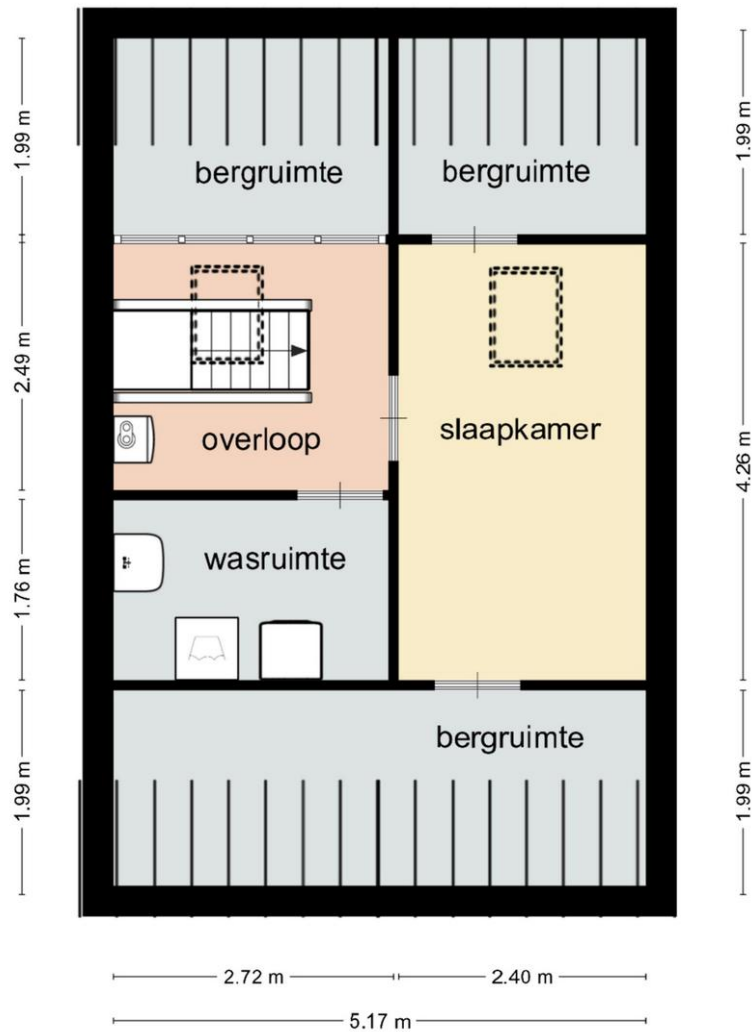 bergruimte
bergruimte
overloop
slaapkamer
wasruimte
bergruimte
1.99 m
2.49 m
1.76 m
1.99 m
1.99 m
4.26 m
1.99 m
2.72 m
2.40 m
5.17 m